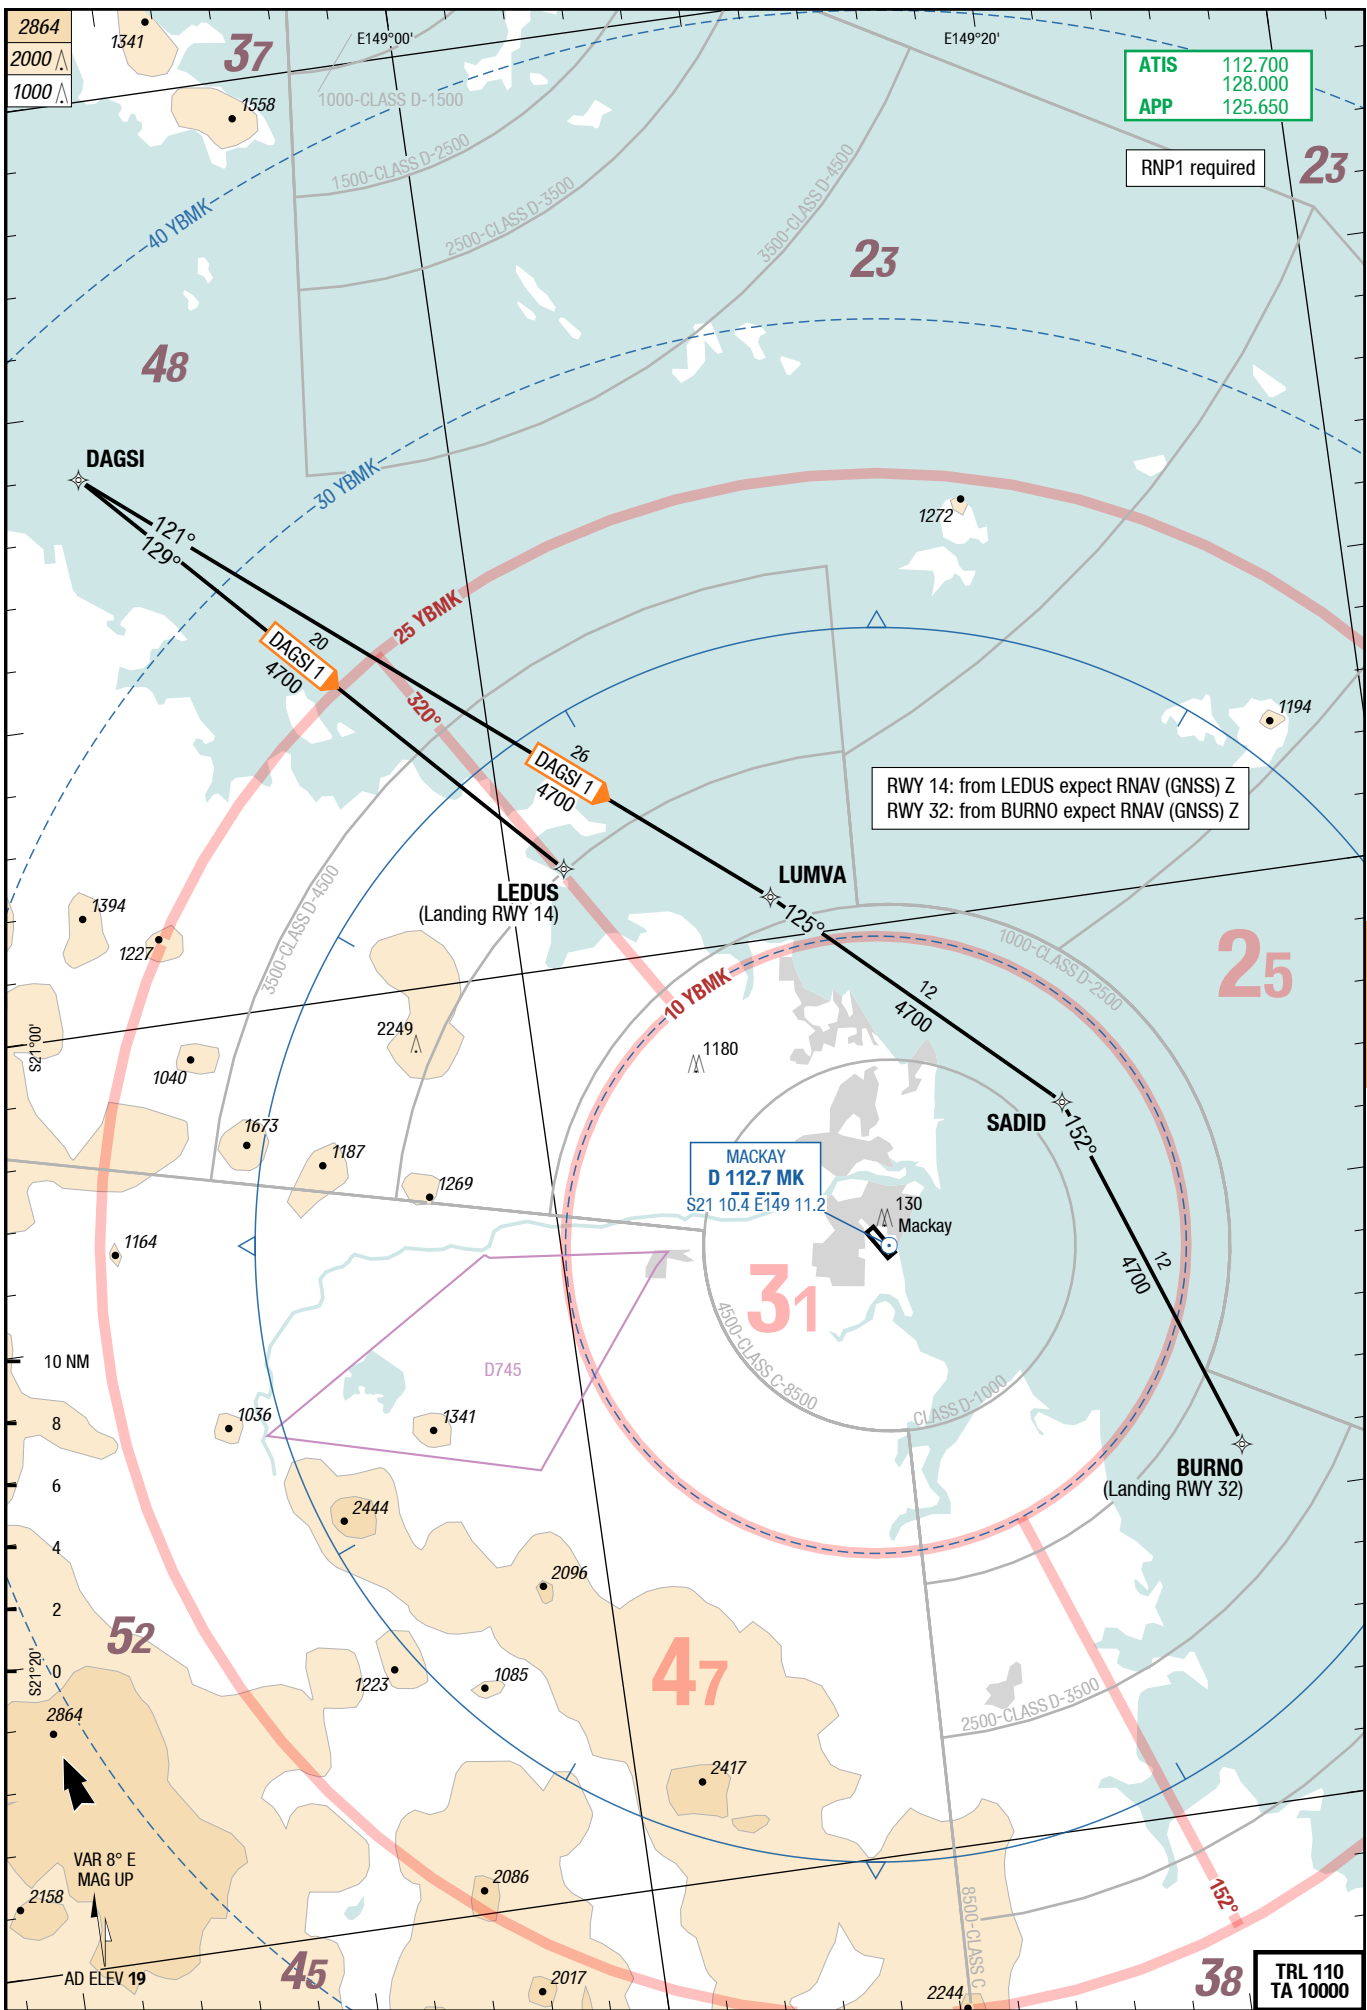 2864
2000
1000
1341
37
1558
E149°00'
E149°20'
ATIS 112.700
128.000
APP 125.650
RNP1 required
23
1000-CLASS D-1500
1500-CLASS D-2500
2500-CLASS D-3500
3500-CLASS D-4500
40 YBMK
23
48
30 YBMK
DAGSI
121°
129°
1272
25 YBMK
20
DAGSI 1
4700
320°
26
DAGSI 1
4700
1194
RWY 14: from LEDUS expect RNAV (GNSS) Z
RWY 32: from BURNO expect RNAV (GNSS) Z
LEDUS
(Landing RWY 14)
LUMVA
125°
3500-CLASS D-4500
1394
1227
1000-CLASS D-2500
25
10 YBMK
12
4700
S21°00'
2249
1180
1040
SADID
152°
1673
1187
1269
MACKAY
D 112.7 MK
S21 10.4 E149 11.2
130
Mackay
1164
12
4700
31
4500-CLASS C-8500
CLASS D-1000
10 NM
8
6
4
2
0
D745
1036
1341
BURNO
(Landing RWY 32)
2444
2096
52
S21°20'
1223
1085
47
2500-CLASS D-3500
2864
2417
VAR 8° E
MAG UP
2158
2086
8500-CLASS C
152°
AD ELEV 19
45
2017
2244
38
TRL 110
TA 10000